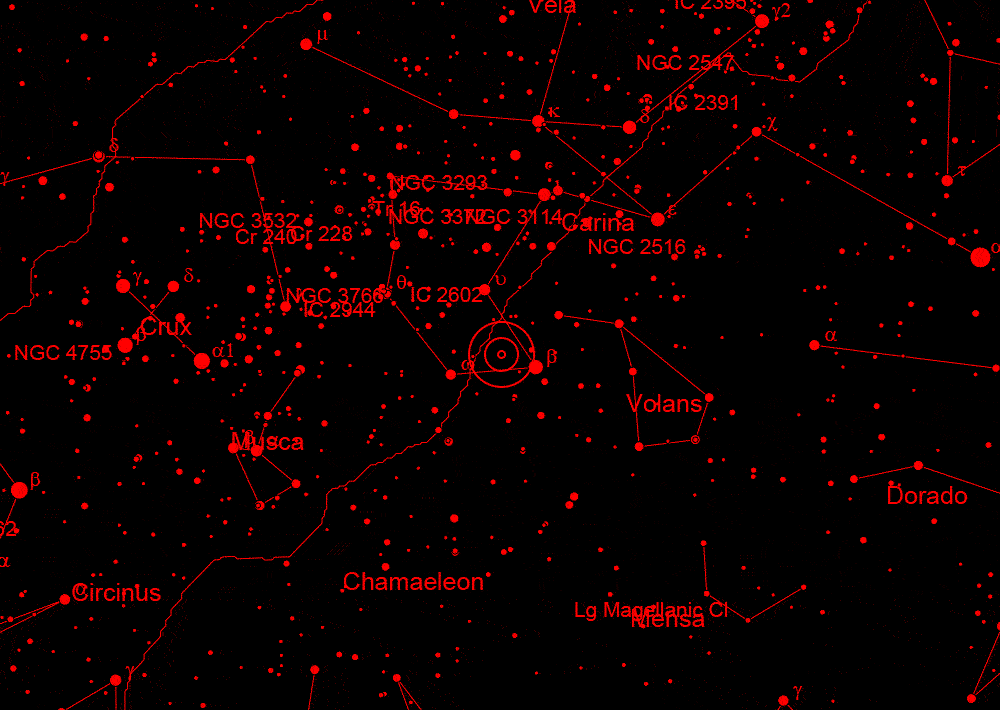 Vela
IC 2395
γ2
μ
NGC 2547
κ
δ
IC 2391
χ
δ
γ
NGC 3293
ι
τ
Tr 16
NGC 3532
NGC 3372
NGC 3114
Carina
ε
Cr 240
Cr 228
NGC 2516
α
γ
δ
θ
υ
NGC 3766
IC 2602
IC 2944
Crux
β
NGC 4755
α1
ω
β
α
Volans
Musca
β
α
β
Dorado
62
α
Chamaeleon
Circinus
α
Lg Magellanic Cl
Mensa
γ
γ